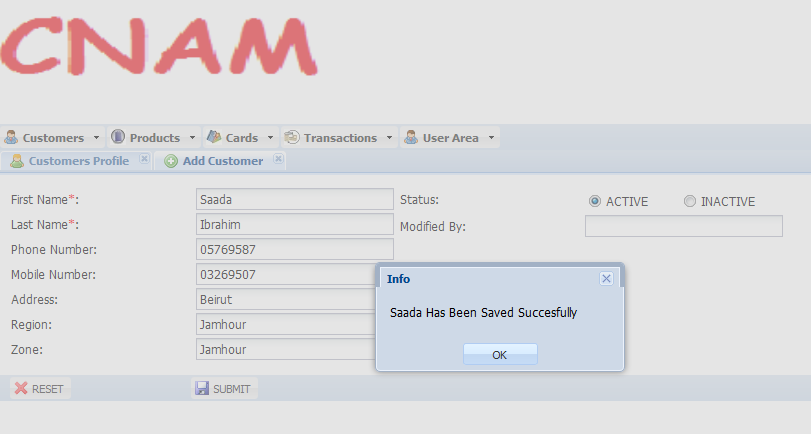 CNAM
Customers Products Cards Transactions User Area
Customers Profile Add Customer
First Name*: Saada Status: ACTIVE INACTIVE
Last Name*: Ibrahim Modified By:
Phone Number: 05769587
Mobile Number: 03269507
Info
Address: Beirut
Saada Has Been Saved Succesfully
Region: Jamhour
Zone: Jamhour
OK
RESET SUBMIT